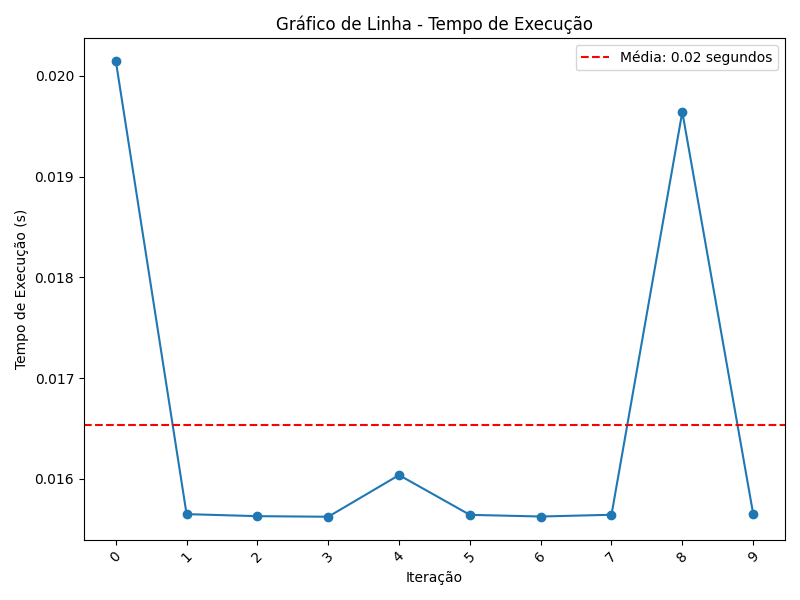 Gráfico de Linha - Tempo de Execução
Média: 0.02 segundos
0.020
0.019
0.018
0.017
0.016
Tempo de Execução (s)
0 1 2 3 4 5 6 7 8 9
Iteração